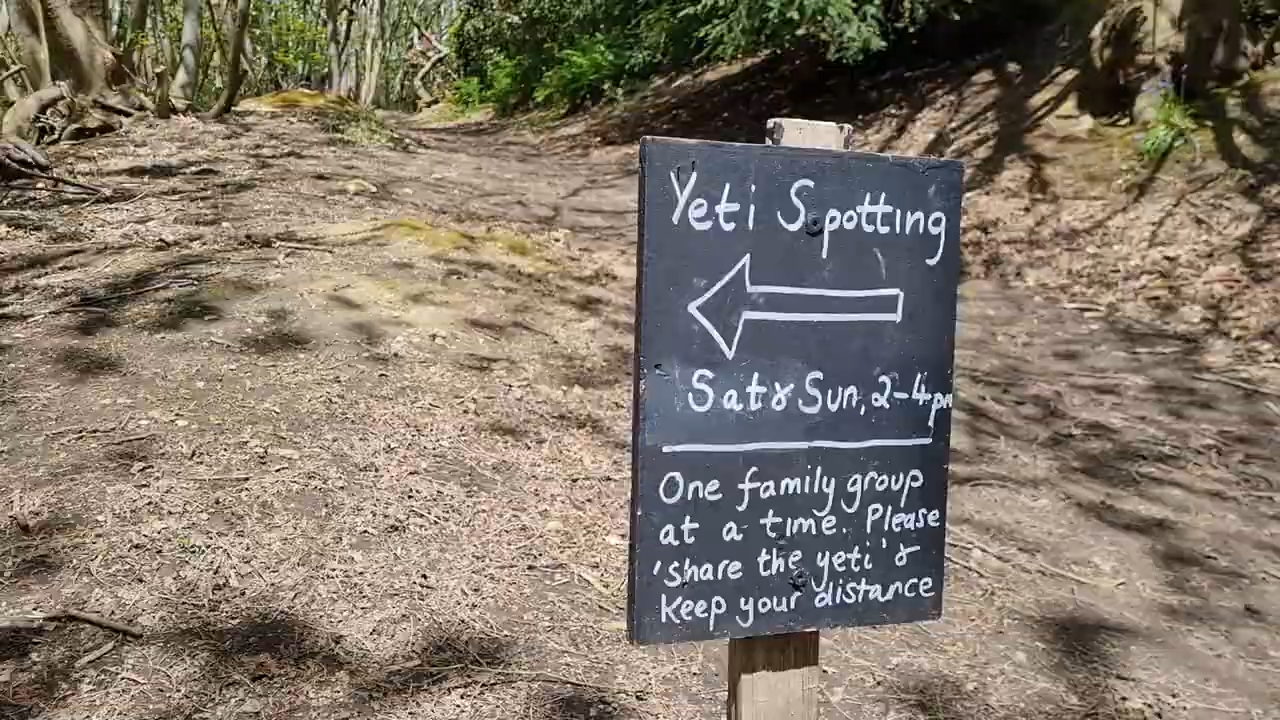 Yeti Spotting
Sat & Sun, 2-4pm
One family group
at a time. Please
'share the yeti' &
keep your distance